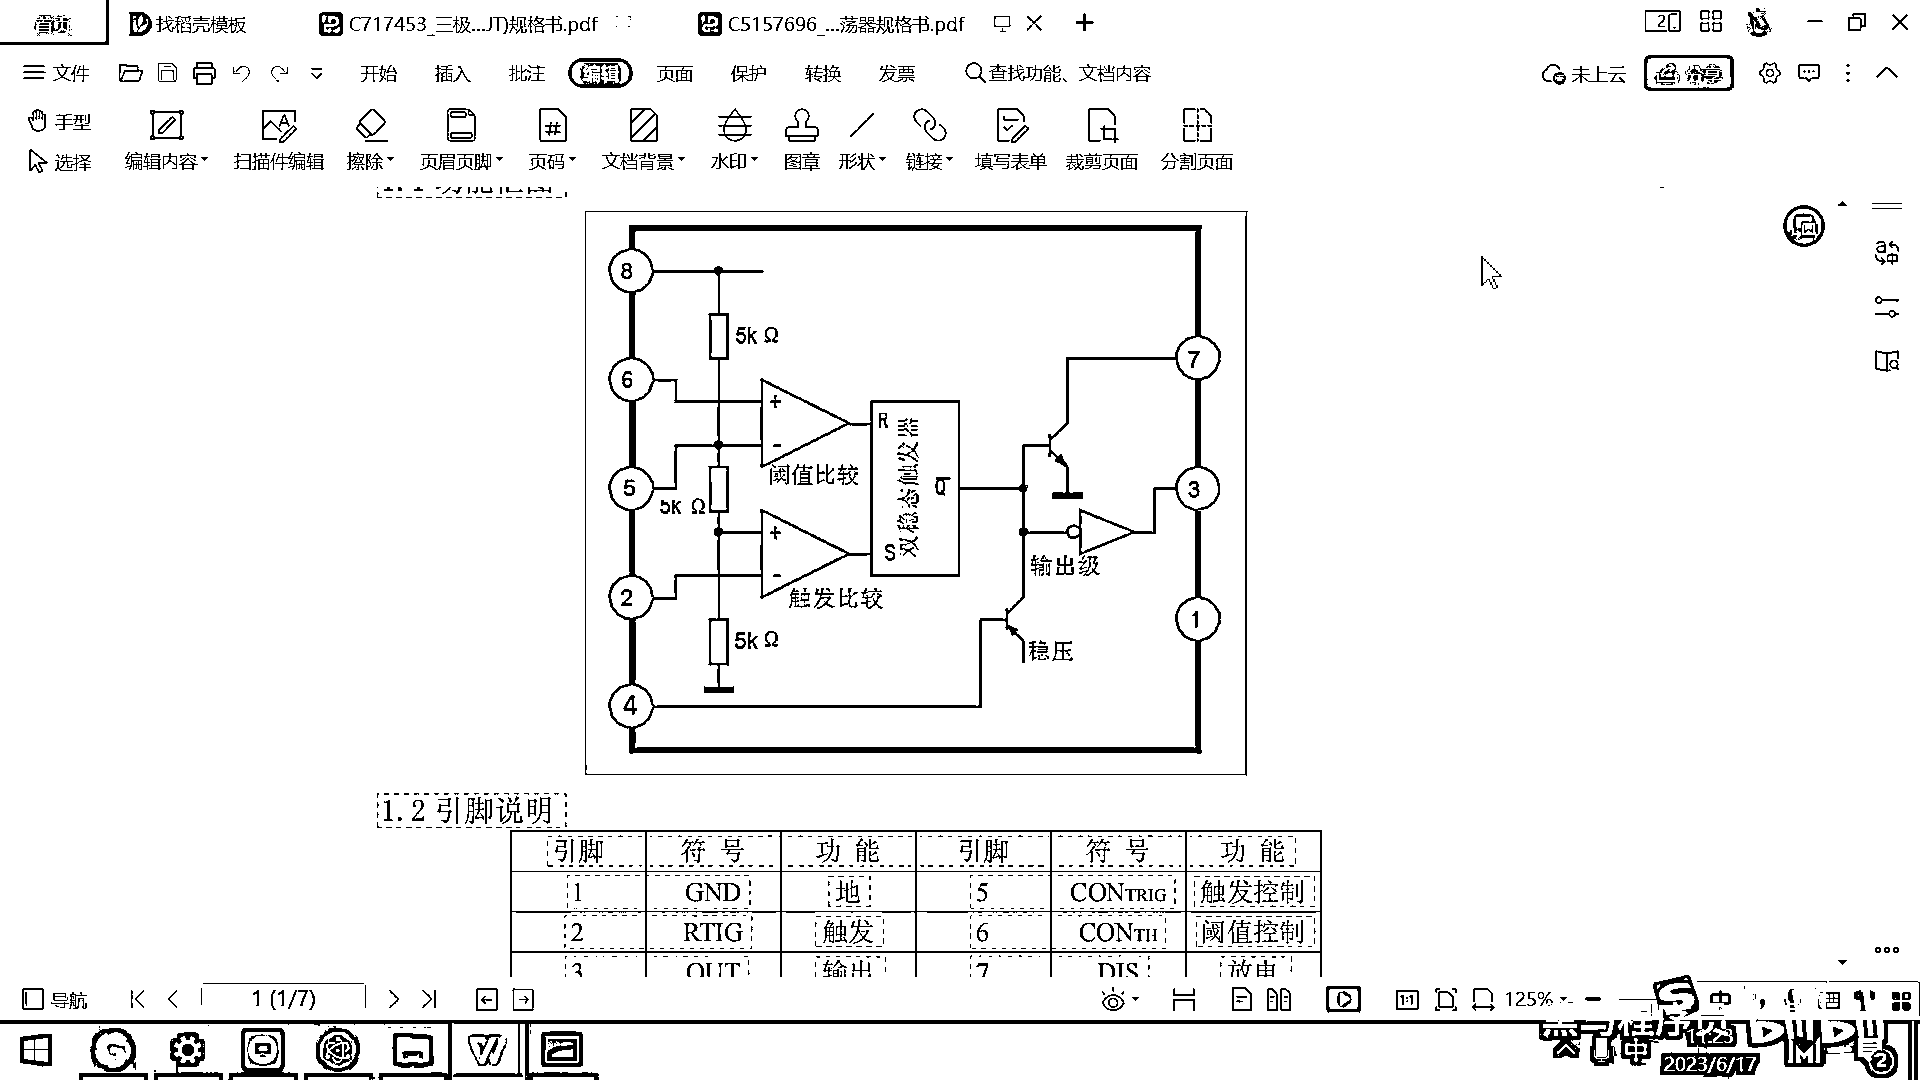 首页 找稻壳模板 C717453_三极...JT)规格书.pdf C5157696_...荡器规格书.pdf
文件 开始 插入 批注 编辑 页面 保护 转换 发票 查找功能、文档内容 未上云 分享
手型
选择 编辑内容 扫描件编辑 擦除 页眉页脚 页码 文档背景 水印 图章 形状 链接 填写表单 裁剪页面 分割页面
8
5k Ω
7
6
+
-
R
阈值比较
双稳态触发器
Q
5
5k Ω
3
+
-
S
输出级
触发比较
2
1
5k Ω
稳压
4
1.2 引脚说明
引脚 符 号 功 能 引脚 符 号 功 能
1 GND 地 5 CONTRIG 触发控制
2 RTIG 触发 6 CONTH 阈值控制
3 OUT 输出 7 DIS 放电
导航 1 (1/7) 1:1 125%
中
中
14:23
2023/6/17
2